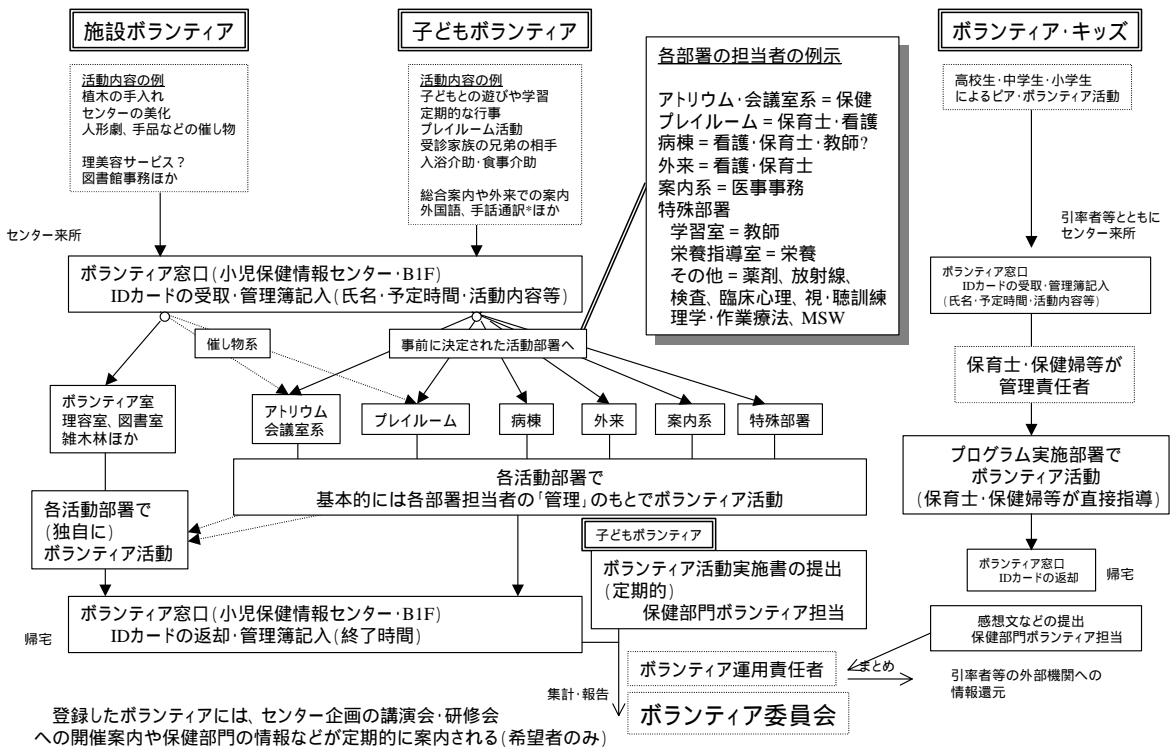 施設ボランティア
活動内容の例
植木の手入れ
センターの美化
人形劇、手品などの催し物
理美容サービス?
図書館事務ほか
センター来所
子どもボランティア
活動内容の例
子どもとの遊びや学習
定期的な行事
プレイルーム活動
受診家族の兄弟の相手
入浴介助・食事介助
総合案内や外来での案内
外国語、手話通訳*ほか
各部署の担当者の例示
アトリウム・会議室系 = 保健
プレイルーム = 保育士・看護
病棟 = 看護・保育士・教師?
外来 = 看護・保育士
案内系 = 医事事務
特殊部署
学習室 = 教師
栄養指導室 = 栄養
その他 = 薬剤、放射線、
検査、臨床心理、視・聴訓練
理学・作業療法、MSW
ボランティア・キッズ
高校生・中学生・小学生
によるピア・ボランティア活動
引率者等とともに
センター来所
ボランティア窓口(小児保健情報センター・B1F)
IDカードの受取・管理簿記入(氏名・予定時間・活動内容等)
ボランティア窓口
IDカードの受取・管理簿記入
(氏名・予定時間・活動内容等)
催し物系
事前に決定された活動部署へ
保育士・保健婦等が
管理責任者
ボランティア室
理容室、図書室
雑木林ほか
アトリウム
会議室系
プレイルーム
病棟
外来
案内系
特殊部署
プログラム実施部署で
ボランティア活動
(保育士・保健婦等が直接指導)
各活動部署で
基本的には各部署担当者の「管理」のもとでボランティア活動
各活動部署で
(独自に)
ボランティア活動
子どもボランティア
ボランティア活動実施書の提出
(定期的)
保健部門ボランティア担当
ボランティア窓口
IDカードの返却
帰宅
ボランティア窓口(小児保健情報センター・B1F)
IDカードの返却・管理簿記入(終了時間)
帰宅
感想文などの提出
保健部門ボランティア担当
ボランティア運用責任者
まとめ
引率者等の外部機関への
情報還元
集計・報告
ボランティア委員会
登録したボランティアには、センター企画の講演会・研修会
への開催案内や保健部門の情報などが定期的に案内される(希望者のみ)